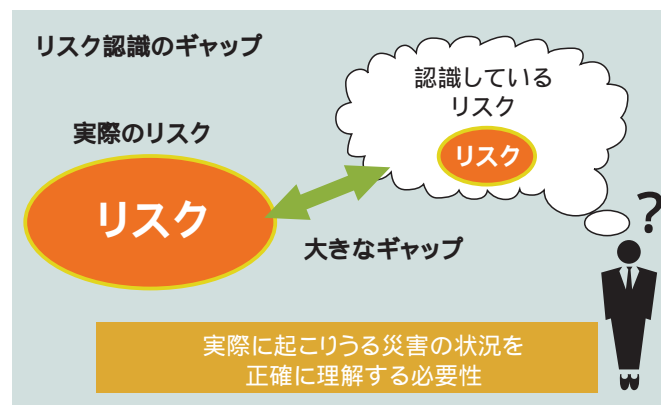 リスク認識のギャップ
認識している
リスク
リスク
実際のリスク
リスク
大きなギャップ
?
実際に起こりうる災害の状況を
正確に理解する必要性